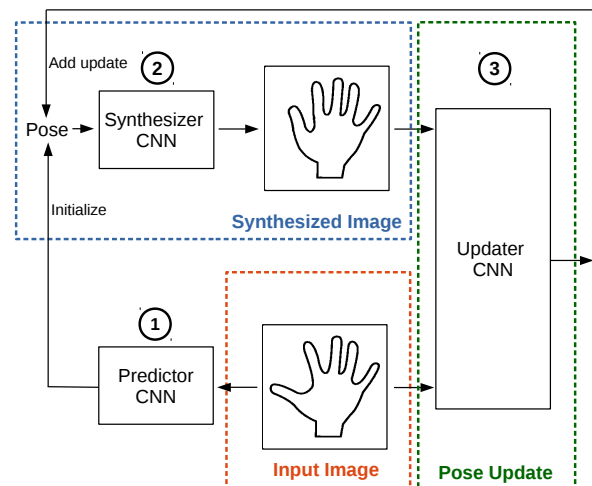 Add update
2
3
Pose
Synthesizer
CNN
Synthesized Image
Initialize
Updater
CNN
1
Predictor
CNN
Input Image
Pose Update